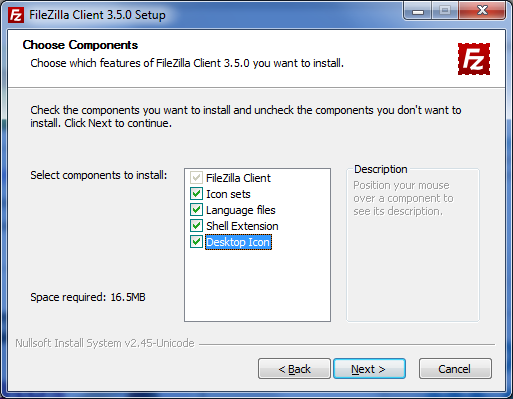 FileZilla Client 3.5.0 Setup
Choose Components
Choose which features of FileZilla Client 3.5.0 you want to install.
Fz
Check the components you want to install and uncheck the components you don't want to
install. Click Next to continue.
Select components to install:
FileZilla Client
Icon sets
Language files
Shell Extension
Desktop Icon
Description
Position your mouse
over a component to
see its description.
Space required: 16.5MB
Nullsoft Install System v2.45-Unicode
< Back
Next >
Cancel